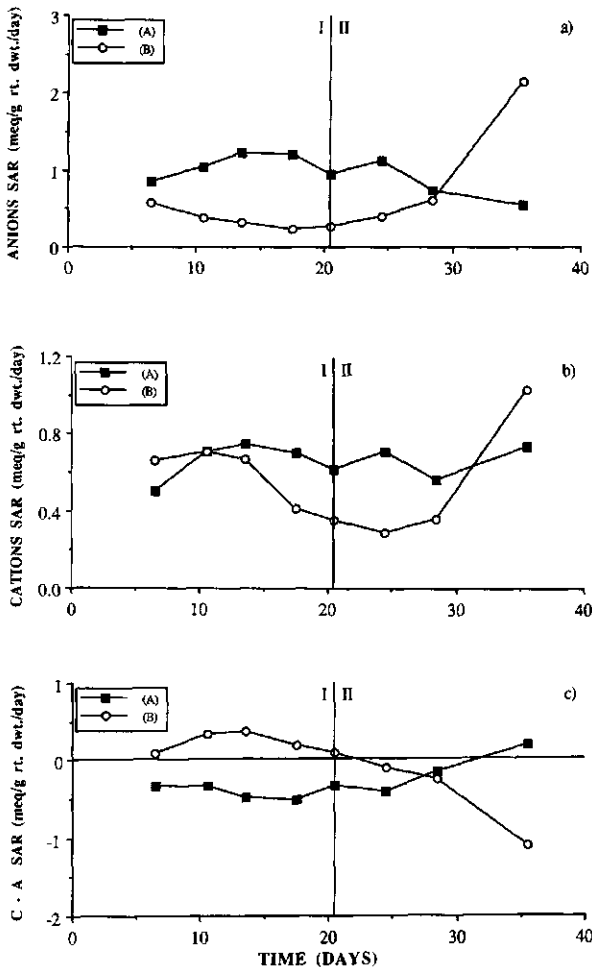 ANIONS SAR (meq/g rt. dwt./day)
3
2
1
0
(A)
(B)
I II
a)
0 10 20 30 40
CATIONS SAR (meq/g rt. dwt./day)
1.2
0.8
0.4
0.0
(A)
(B)
I II
b)
0 10 20 30 40
C - A SAR (meq/g rt. dwt./day)
1
0
-1
-2
(A)
(B)
I II
c)
0 10 20 30 40
TIME (DAYS)